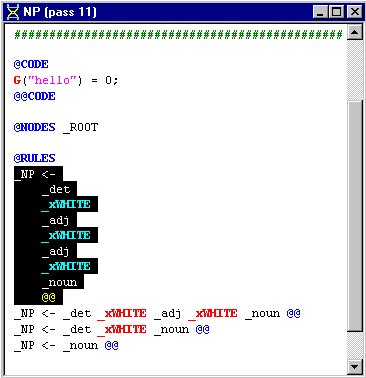 NP (pass 11)
###############################################
@CODE
G("hello") = 0;
@@CODE
@NODES _ROOT
@RULES
_NP <-
_det
_xWHITE
_adj
_xWHITE
_adj
_xWHITE
_noun
@@
_NP <- _det _xWHITE _adj _xWHITE _noun @@
_NP <- _det _xWHITE _noun @@
_NP <- _noun @@